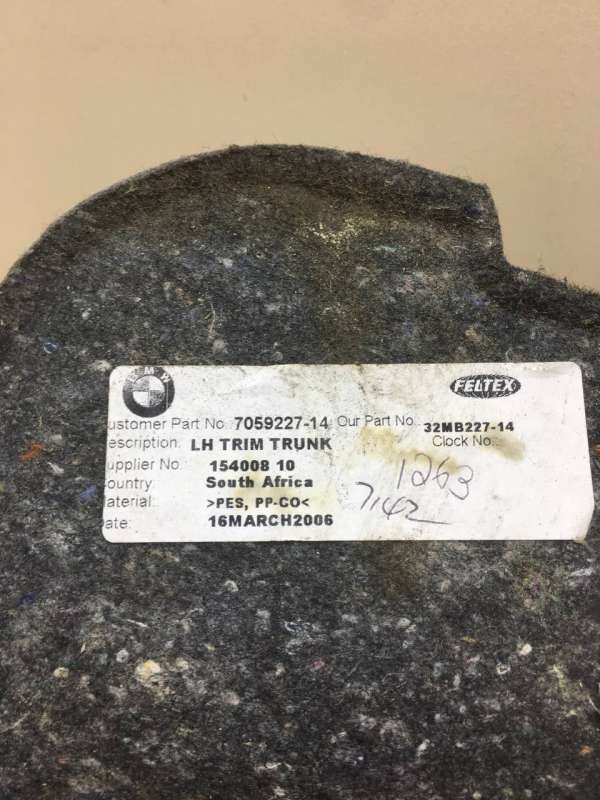 BMW
FELTEX
ustomer Part No: 7059227-14 Our Part No: 32MB227-14
escription: LH TRIM TRUNK Clock No.:
upplier No 154008 10
ountry South Africa
aterial: >PES, PP-CO<
ate: 16MARCH2006
1263
7142